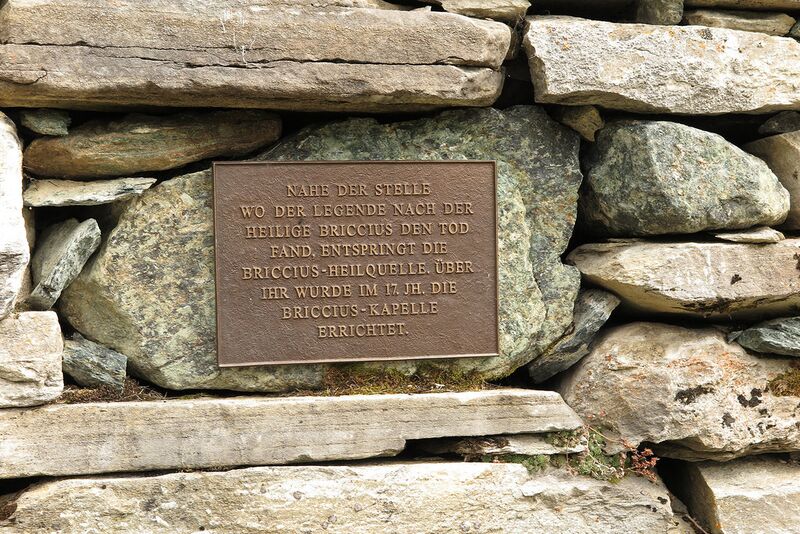 NAHE DER STELLE
WO DER LEGENDE NACH DER
HEILIGE BRICCIUS DEN TOD
FAND, ENTSPRINGT DIE
BRICCIUS-HEILQUELLE. ÜBER
IHR WURDE IM 17. JH. DIE
BRICCIUS-KAPELLE
ERRICHTET.